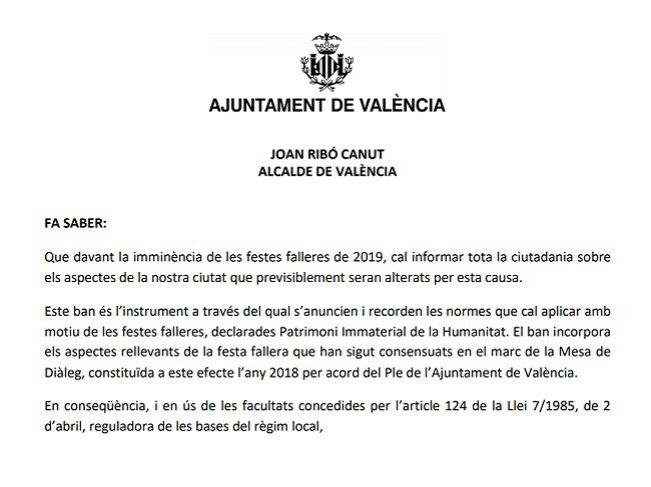 AJUNTAMENT DE VALÈNCIA
JOAN RIBÓ CANUT
ALCALDE DE VALÈNCIA
FA SABER:
Que davant la imminència de les festes falleres de 2019, cal informar tota la ciutadania sobre
els aspectes de la nostra ciutat que previsiblement seran alterats per esta causa.
Este ban és l’instrument a través del qual s’anuncien i recorden les normes que cal aplicar amb
motiu de les festes falleres, declarades Patrimoni Immaterial de la Humanitat. El ban incorpora
els aspectes rellevants de la festa fallera que han sigut consensuats en el marc de la Mesa de
Diàleg, constituïda a este efecte l’any 2018 per acord del Ple de l’Ajuntament de València.
En conseqüència, i en ús de les facultats concedides per l’article 124 de la Llei 7/1985, de 2
d’abril, reguladora de les bases del règim local,